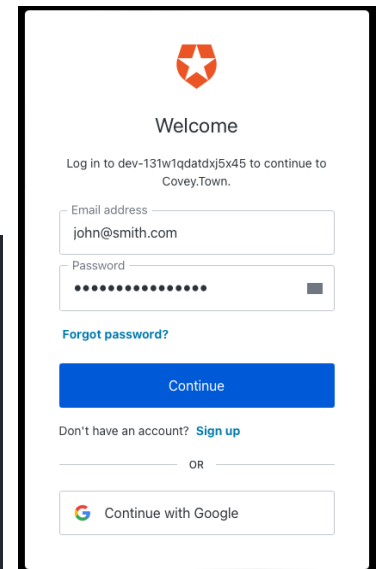 Welcome
Log in to dev-131w1qdatdxj5x45 to continue to
Covey.Town.
Email address
john@smith.com
Password
••••••••••••••••
Forgot password?
Continue
Don't have an account? Sign up
OR
Continue with Google